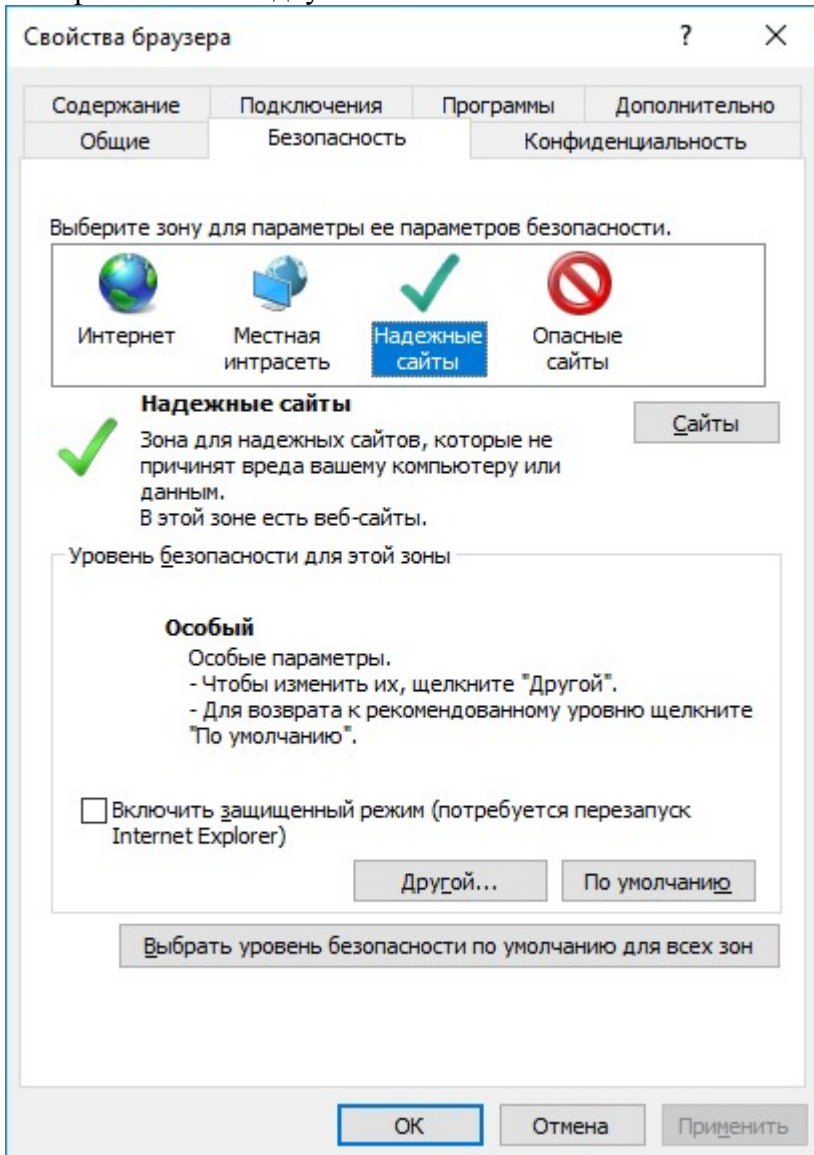 Свойства браузера
?
Содержание Подключения Программы Дополнительно
Общие Безопасность Конфиденциальность
Выберите зону для параметры ее параметров безопасности.
Интернет
Местная
интрасеть
Надежные
сайты
Опасные
сайты
Надежные сайты
Сайты
Зона для надежных сайтов, которые не
причинят вреда вашему компьютеру или
данным.
В этой зоне есть веб-сайты.
Уровень безопасности для этой зоны
Особый
Особые параметры.
- Чтобы изменить их, щелкните "Другой".
- Для возврата к рекомендованному уровню щелкните
"По умолчанию".
Включить защищенный режим (потребуется перезапуск
Internet Explorer)
Другой... По умолчанию
Выбрать уровень безопасности по умолчанию для всех зон
ОК Отмена Применить